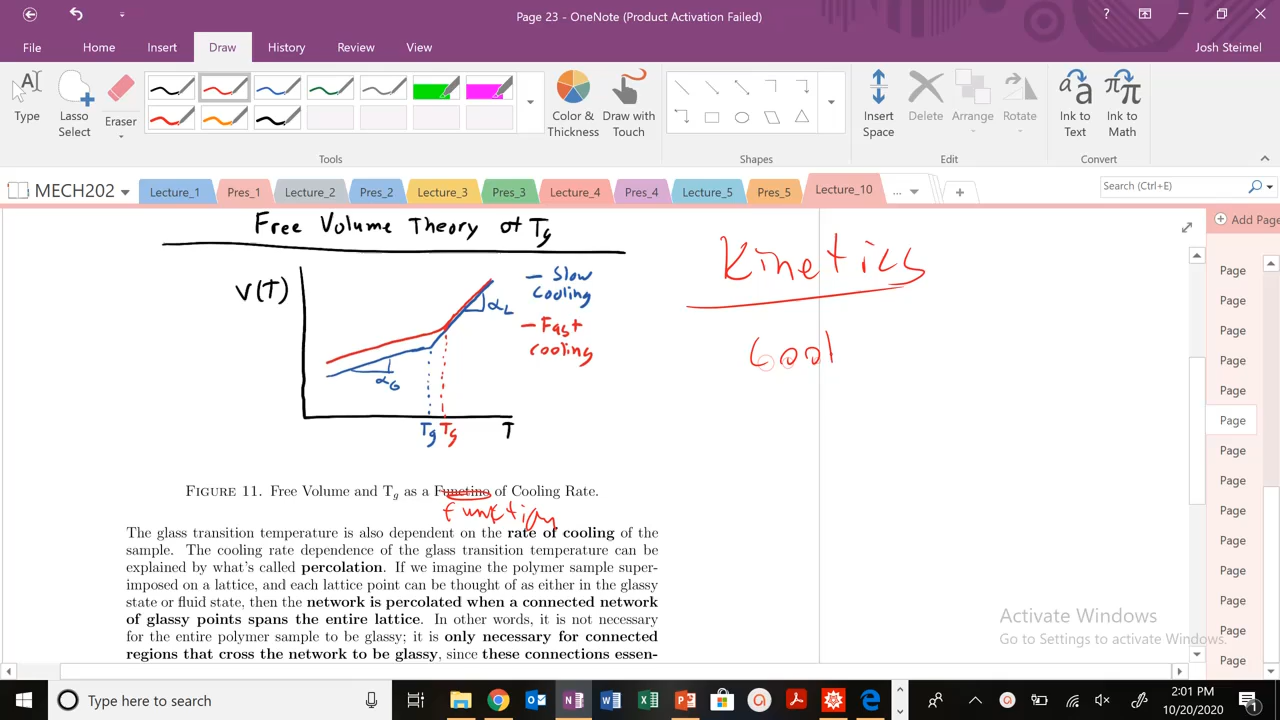 Page 23 - OneNote (Product Activation Failed)
?
File
Home
Insert
Draw
History
Review
View
Josh Steimel
Type
Lasso Select
Eraser
Color & Thickness
Draw with Touch
Insert Space
Delete
Arrange
Rotate
Ink to Text
Ink to Math
Tools
Shapes
Edit
Convert
MECH202
Lecture_1
Pres_1
Lecture_2
Pres_2
Lecture_3
Pres_3
Lecture_4
Pres_4
Lecture_5
Pres_5
Lecture_10
...
Search (Ctrl+E)
Add Page
Free Volume Theory of Tg
V(T)
- Slow
Cooling
- Fast
Cooling
αL
αG
Tg
Tg
T
Kinetics
Cool
FIGURE 11. Free Volume and Tg as a Functino of Cooling Rate.
Function
The glass transition temperature is also dependent on the rate of cooling of the
sample. The cooling rate dependence of the glass transition temperature can be
explained by what's called percolation. If we imagine the polymer sample super-
imposed on a lattice, and each lattice point can be thought of as either in the glassy
state or fluid state, then the network is percolated when a connected network
of glassy points spans the entire lattice. In other words, it is not necessary
for the entire polymer sample to be glassy; it is only necessary for connected
regions that cross the network to be glassy, since these connections essen-
Page
Page
Page
Page
Page
Page
Page
Page
Page
Page
Page
Page
Page
Page
Activate Windows
Go to Settings to activate Windows.
Type here to search
2:01 PM
10/20/2020
1